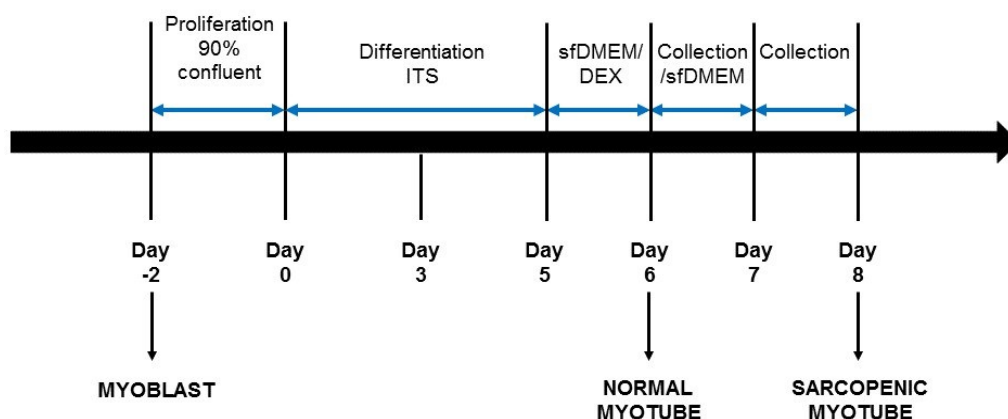 Proliferation
90%
confluent
Differentiation
ITS
sfDMEM/
DEX
Collection
/sfDMEM
Collection
Day
-2
Day
0
Day
3
Day
5
Day
6
Day
7
Day
8
MYOBLAST
NORMAL
MYOTUBE
SARCOPENIC
MYOTUBE